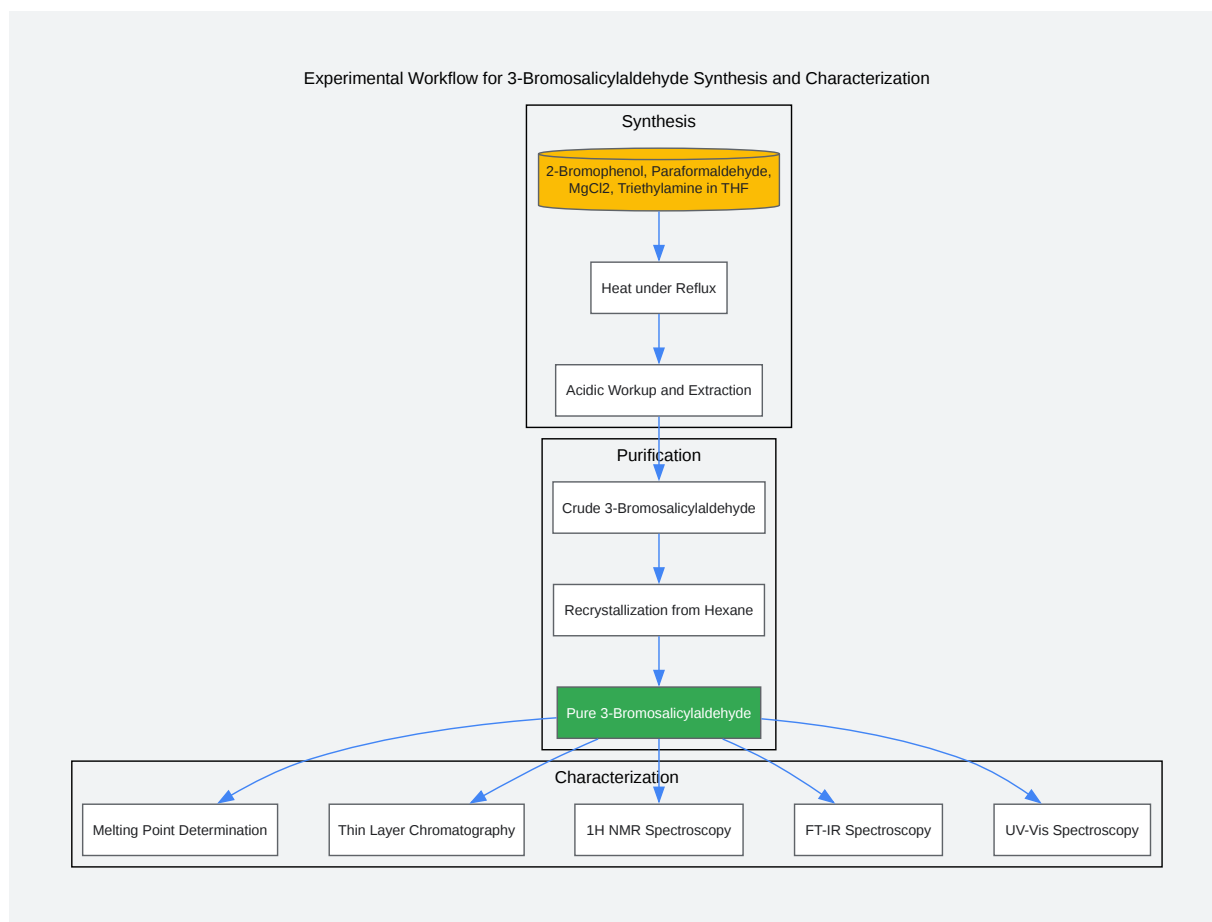 Experimental Workflow for 3-Bromosalicylaldehyde Synthesis and Characterization
Synthesis
2-Bromophenol, Paraformaldehyde,
MgCl2, Triethylamine in THF
Heat under Reflux
Acidic Workup and Extraction
Purification
Crude 3-Bromosalicylaldehyde
Recrystallization from Hexane
Pure 3-Bromosalicylaldehyde
Characterization
Melting Point Determination
Thin Layer Chromatography
1H NMR Spectroscopy
FT-IR Spectroscopy
UV-Vis Spectroscopy